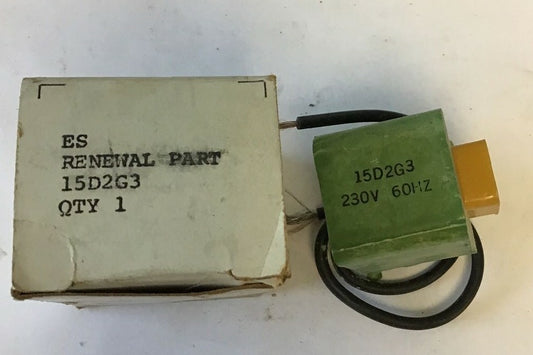 ES
RENEWAL PART
15D2G3
QTY 1
15D2G3
230V 60HZ